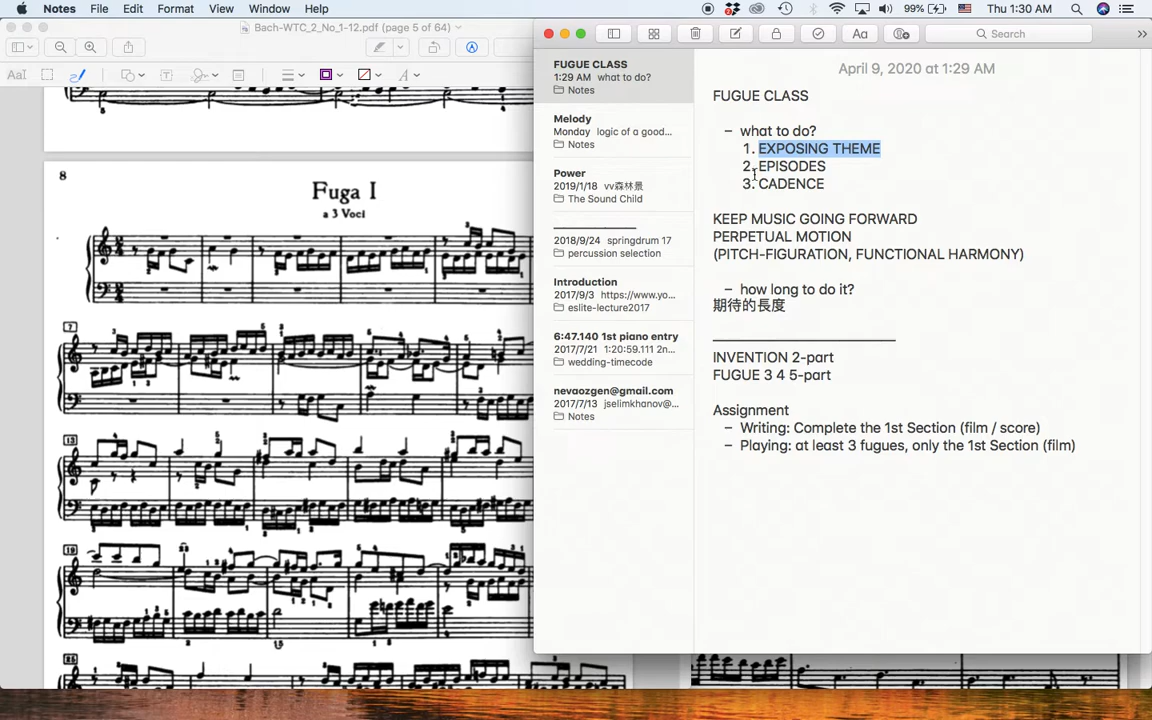 Notes File Edit Format View Window Help
99% Thu 1:30 AM
Bach-WTC_2_No_1-12.pdf (page 5 of 64)
Search
8
Fuga I
a 3 Voci
7
13
19
25
FUGUE CLASS
1:29 AM what to do?
Notes
Melody
Monday logic of a good...
Notes
Power
2019/1/18 vv森林景
The Sound Child
2018/9/24 springdrum 17
percussion selection
Introduction
2017/9/3 https://www.yo...
eslite-lecture2017
6:47.140 1st piano entry
2017/7/21 1:20:59.111 2n...
wedding-timecode
nevaozgen@gmail.com
2017/7/13 jselimkhanov@...
Notes
April 9, 2020 at 1:29 AM
FUGUE CLASS
– what to do?
1. EXPOSING THEME
2. EPISODES
3. CADENCE
KEEP MUSIC GOING FORWARD
PERPETUAL MOTION
(PITCH-FIGURATION, FUNCTIONAL HARMONY)
– how long to do it?
期待的長度
INVENTION 2-part
FUGUE 3 4 5-part
Assignment
– Writing: Complete the 1st Section (film / score)
– Playing: at least 3 fugues, only the 1st Section (film)